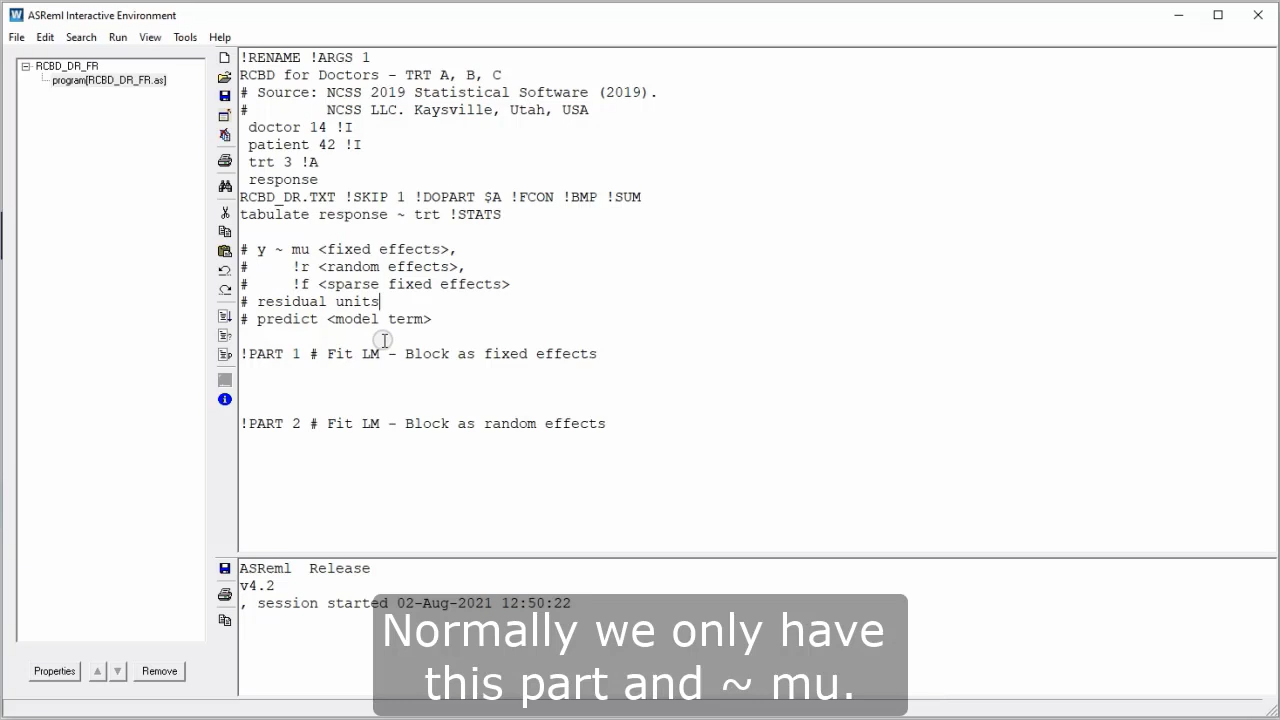 ASReml Interactive Environment
File Edit Search Run View Tools Help
RCBD_DR_FR
program[RCBD_DR_FR.as]
!RENAME !ARGS 1
RCBD for Doctors - TRT A, B, C
# Source: NCSS 2019 Statistical Software (2019).
#         NCSS LLC. Kaysville, Utah, USA
 doctor 14 !I
 patient 42 !I
 trt 3 !A
 response
RCBD_DR.TXT !SKIP 1 !DOPART $A !FCON !BMP !SUM
tabulate response ~ trt !STATS
# y ~ mu <fixed effects>,
#     !r <random effects>,
#     !f <sparse fixed effects>
# residual units
# predict <model term>
!PART 1 # Fit LM - Block as fixed effects
!PART 2 # Fit LM - Block as random effects
ASReml  Release
v4.2
, session started 02-Aug-2021 12:50:22
Properties
Remove
Normally we only have
this part and ~ mu.